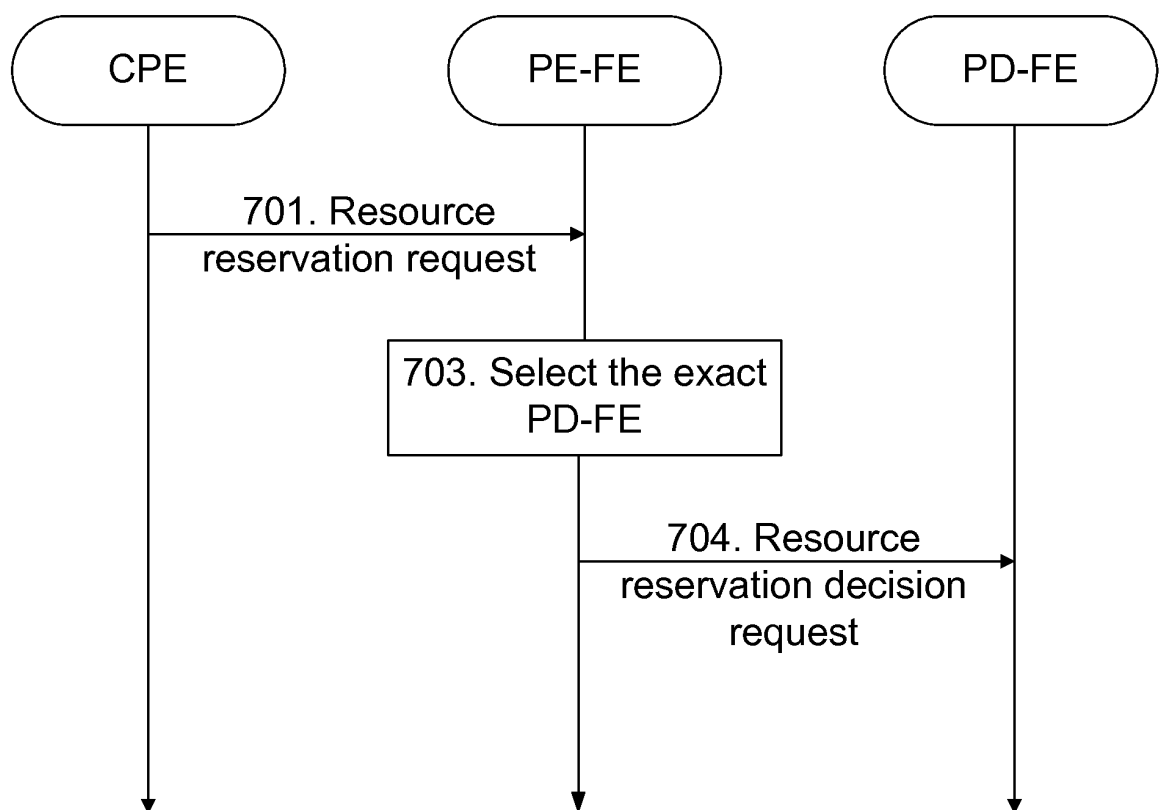 CPE
PE-FE
PD-FE
701. Resource
reservation request
703. Select the exact
PD-FE
704. Resource
reservation decision
request